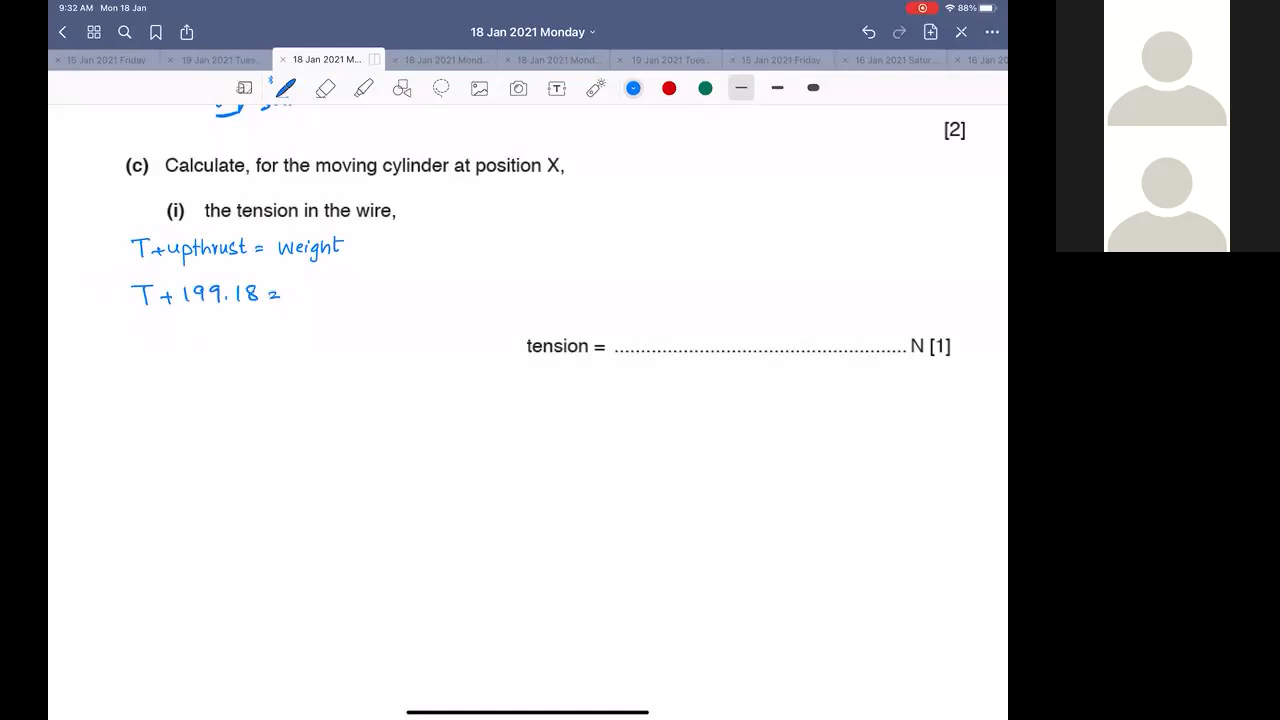 9:32 AM Mon 18 Jan
88%
18 Jan 2021 Monday
15 Jan 2021 Friday
19 Jan 2021 Tues...
18 Jan 2021 M...
18 Jan 2021 Mond...
18 Jan 2021 Mond...
19 Jan 2021 Tues...
15 Jan 2021 Friday
16 Jan 2021 Satur...
16 Jan 20
[2]
(c) Calculate, for the moving cylinder at position X,
(i) the tension in the wire,
T+upthrust = weight
T + 199.18 =
tension = .................................................... N [1]